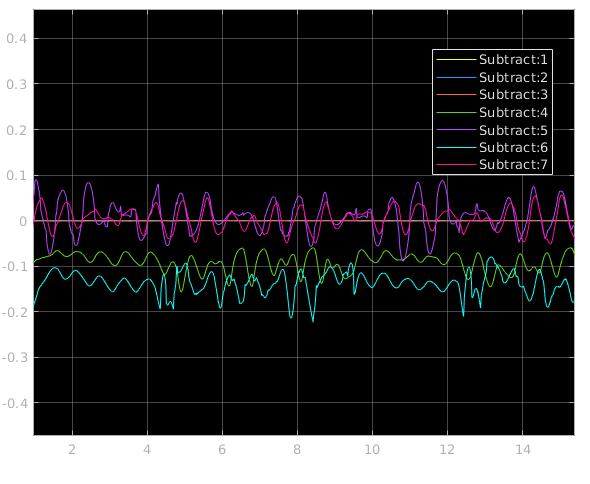 0.4
0.3
0.2
0.1
0
-0.1
-0.2
-0.3
-0.4
2 4 6 8 10 12 14
Subtract:1
Subtract:2
Subtract:3
Subtract:4
Subtract:5
Subtract:6
Subtract:7